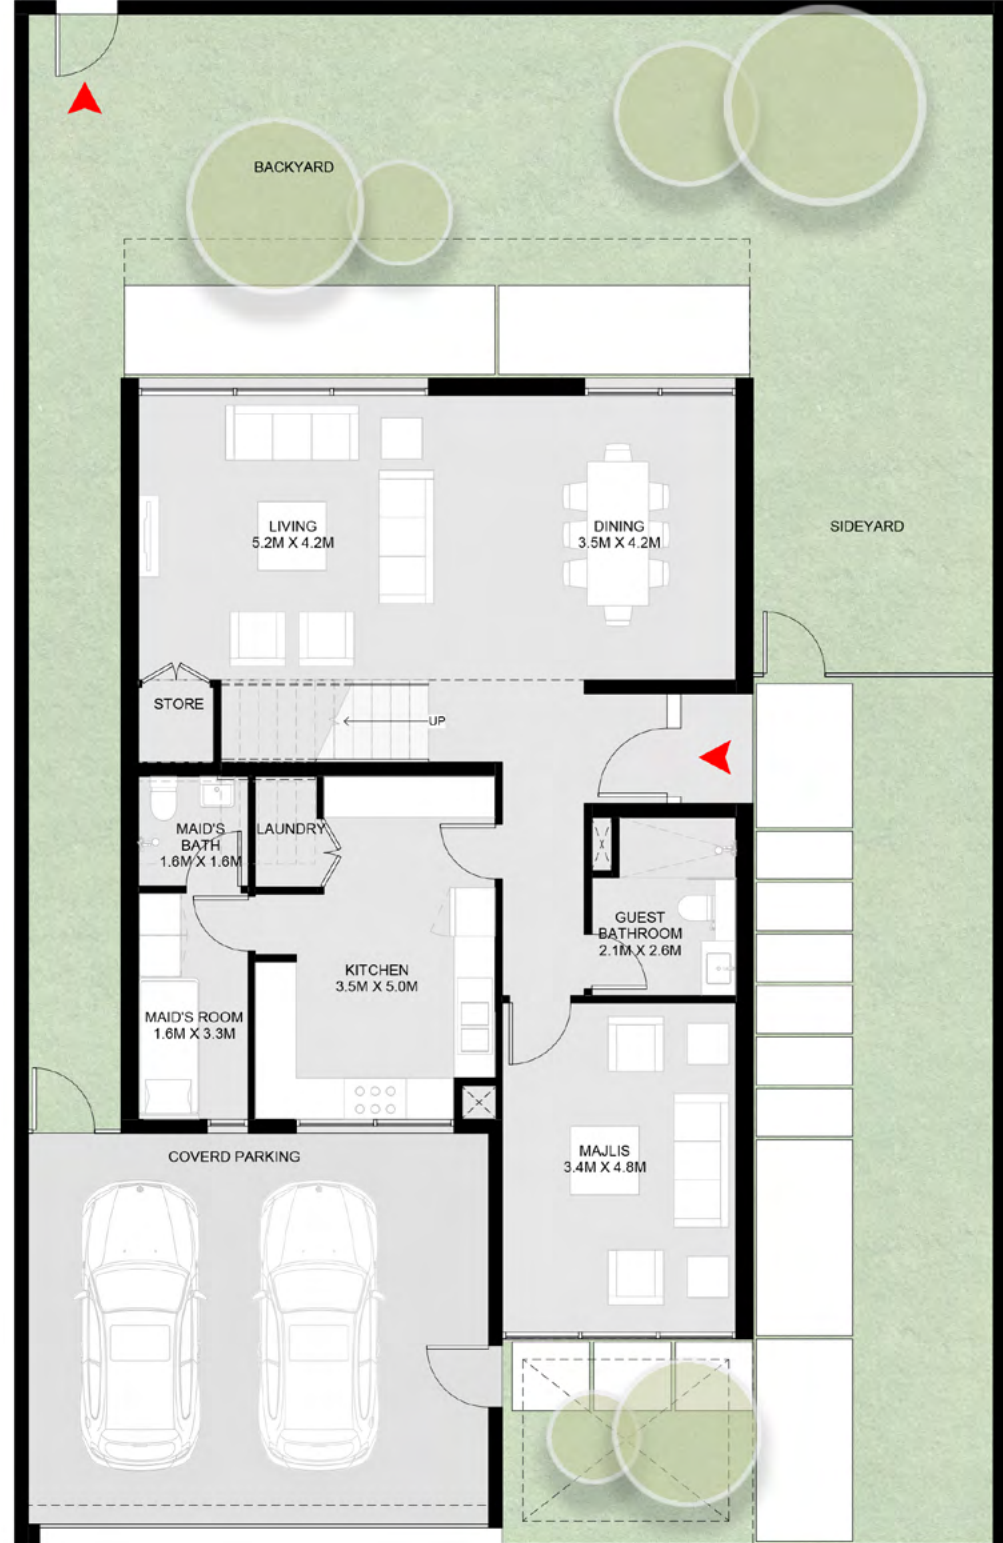 BACKYARD
LIVING
5.2M X 4.2M
DINING
3.5M X 4.2M
SIDEYARD
STORE
UP
MAID'S
BATH
1.6M X 1.6M
LAUNDRY
GUEST
BATHROOM
2.1M X 2.6M
KITCHEN
3.5M X 5.0M
MAID'S ROOM
1.6M X 3.3M
MAJLIS
3.4M X 4.8M
COVERD PARKING